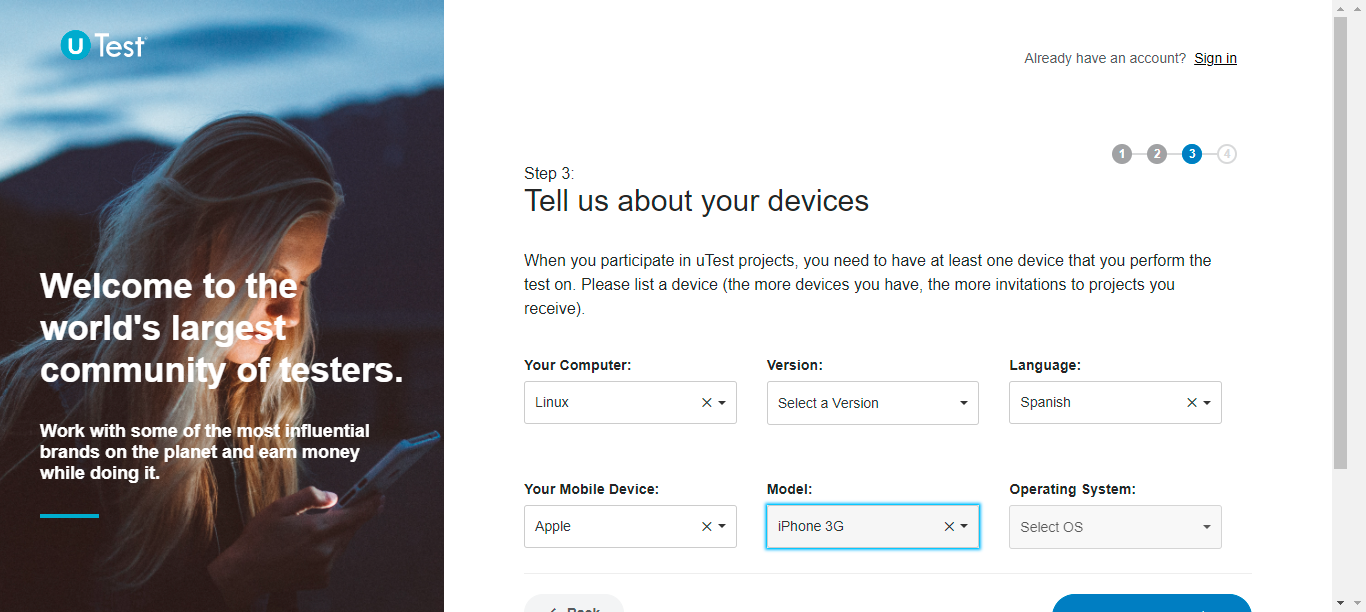 uTest
Already have an account? Sign in
1 2 3 4
Step 3:
Tell us about your devices
When you participate in uTest projects, you need to have at least one device that you perform the
test on. Please list a device (the more devices you have, the more invitations to projects you
receive).
Welcome to the
world's largest
community of testers.
Work with some of the most influential
brands on the planet and earn money
while doing it.
Your Computer: Version: Language:
Linux Select a Version Spanish
Your Mobile Device: Model: Operating System:
Apple iPhone 3G Select OS
Back